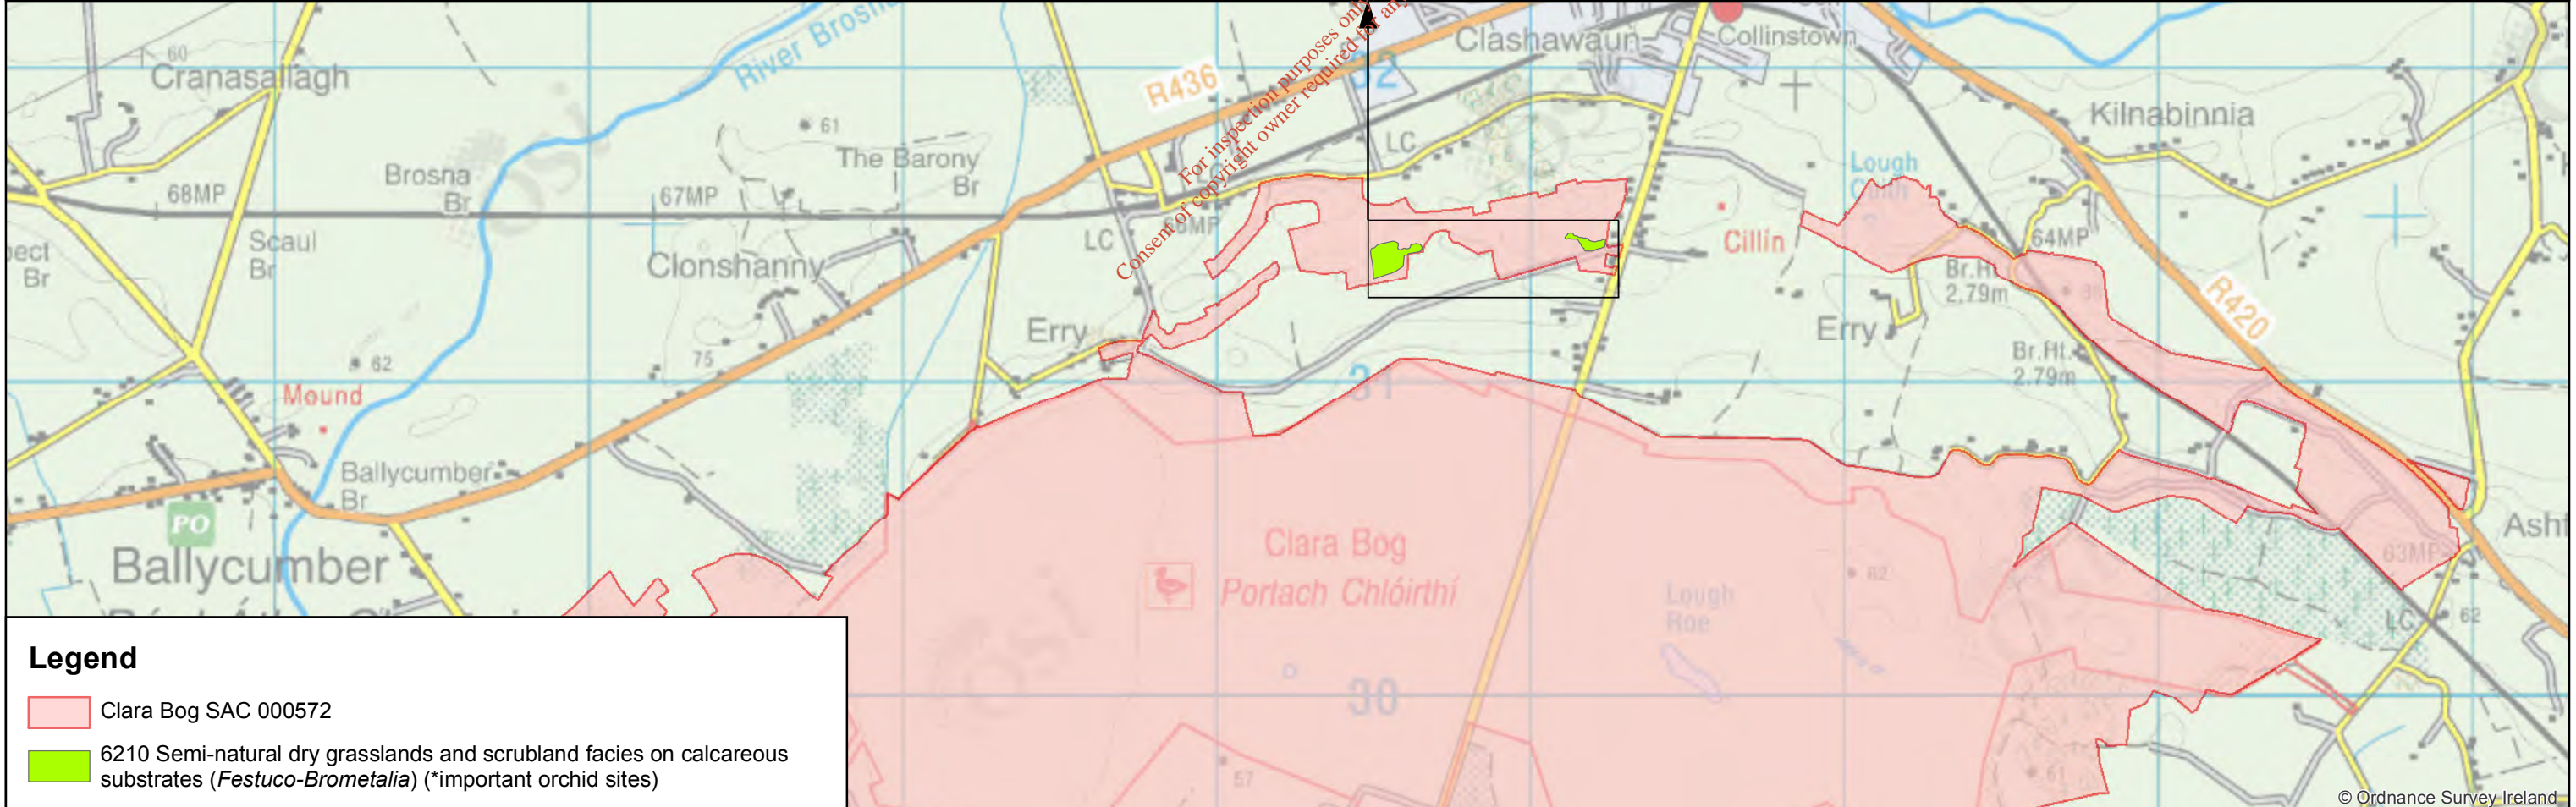 River Brosna
For inspection purposes only
Consent of copyright owner required for any
60
Cranasallagh
R436
32
Clashawaun
Collinstown
Kilnabinnia
61
The Barony
Br
LC
Brosna
Br
68MP
67MP
Lough
Scaul
Br
LC
Cillín
64MP
Clonshanny
Br.Ht.
2.79m
R420
Erry
Erry
75
62
Br.Ht.
2.79m
31
Mound
Ballycumber
Br
PO
Ballycumber
Clara Bog
Portach Chlóirthí
Lough
Roe
62
63MP
LC
62
30
57
61
Legend
Clara Bog SAC 000572
6210 Semi-natural dry grasslands and scrubland facies on calcareous
substrates (Festuco-Brometalia) (*important orchid sites)
© Ordnance Survey Ireland